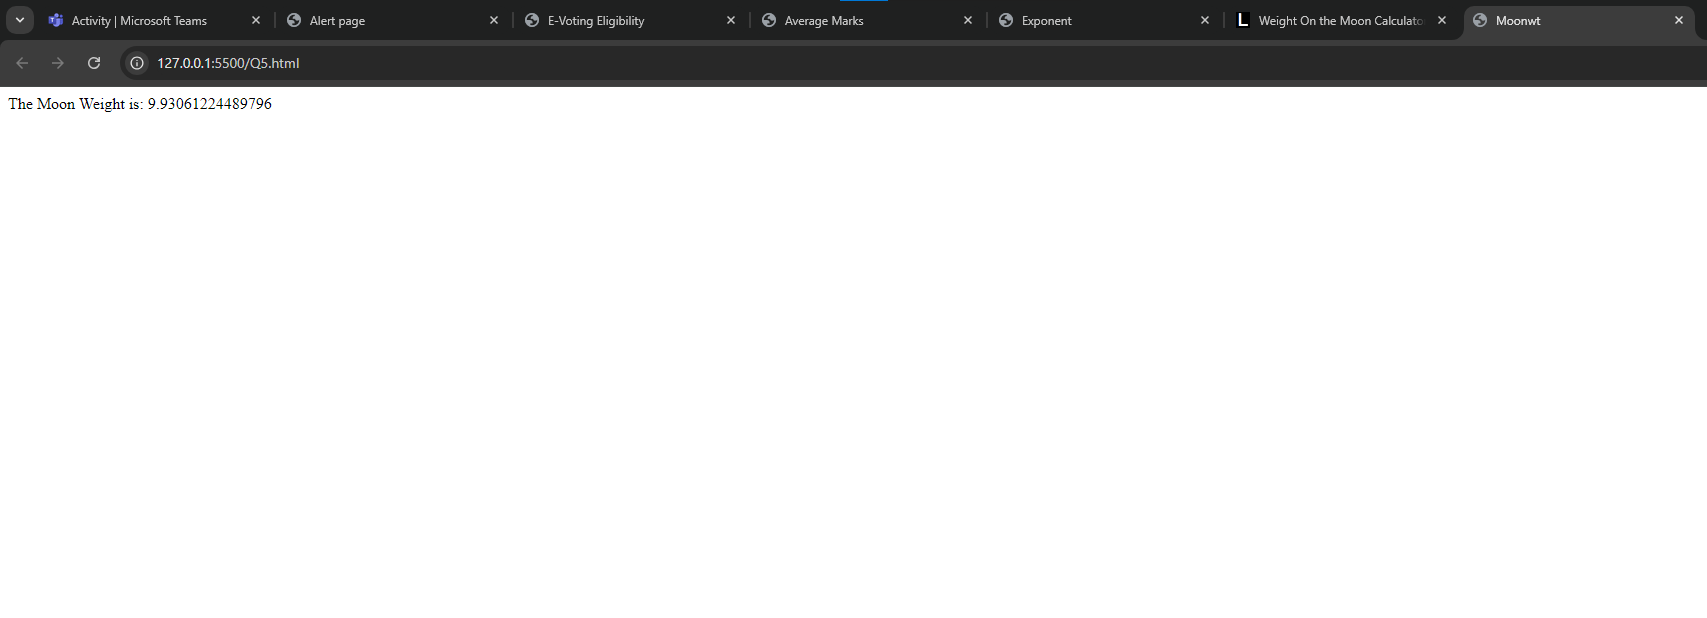 Activity | Microsoft Teams
Alert page
E-Voting Eligibility
Average Marks
Exponent
L
Weight On the Moon Calculato
Moonwt
127.0.0.1:5500/Q5.html
The Moon Weight is: 9.93061224489796